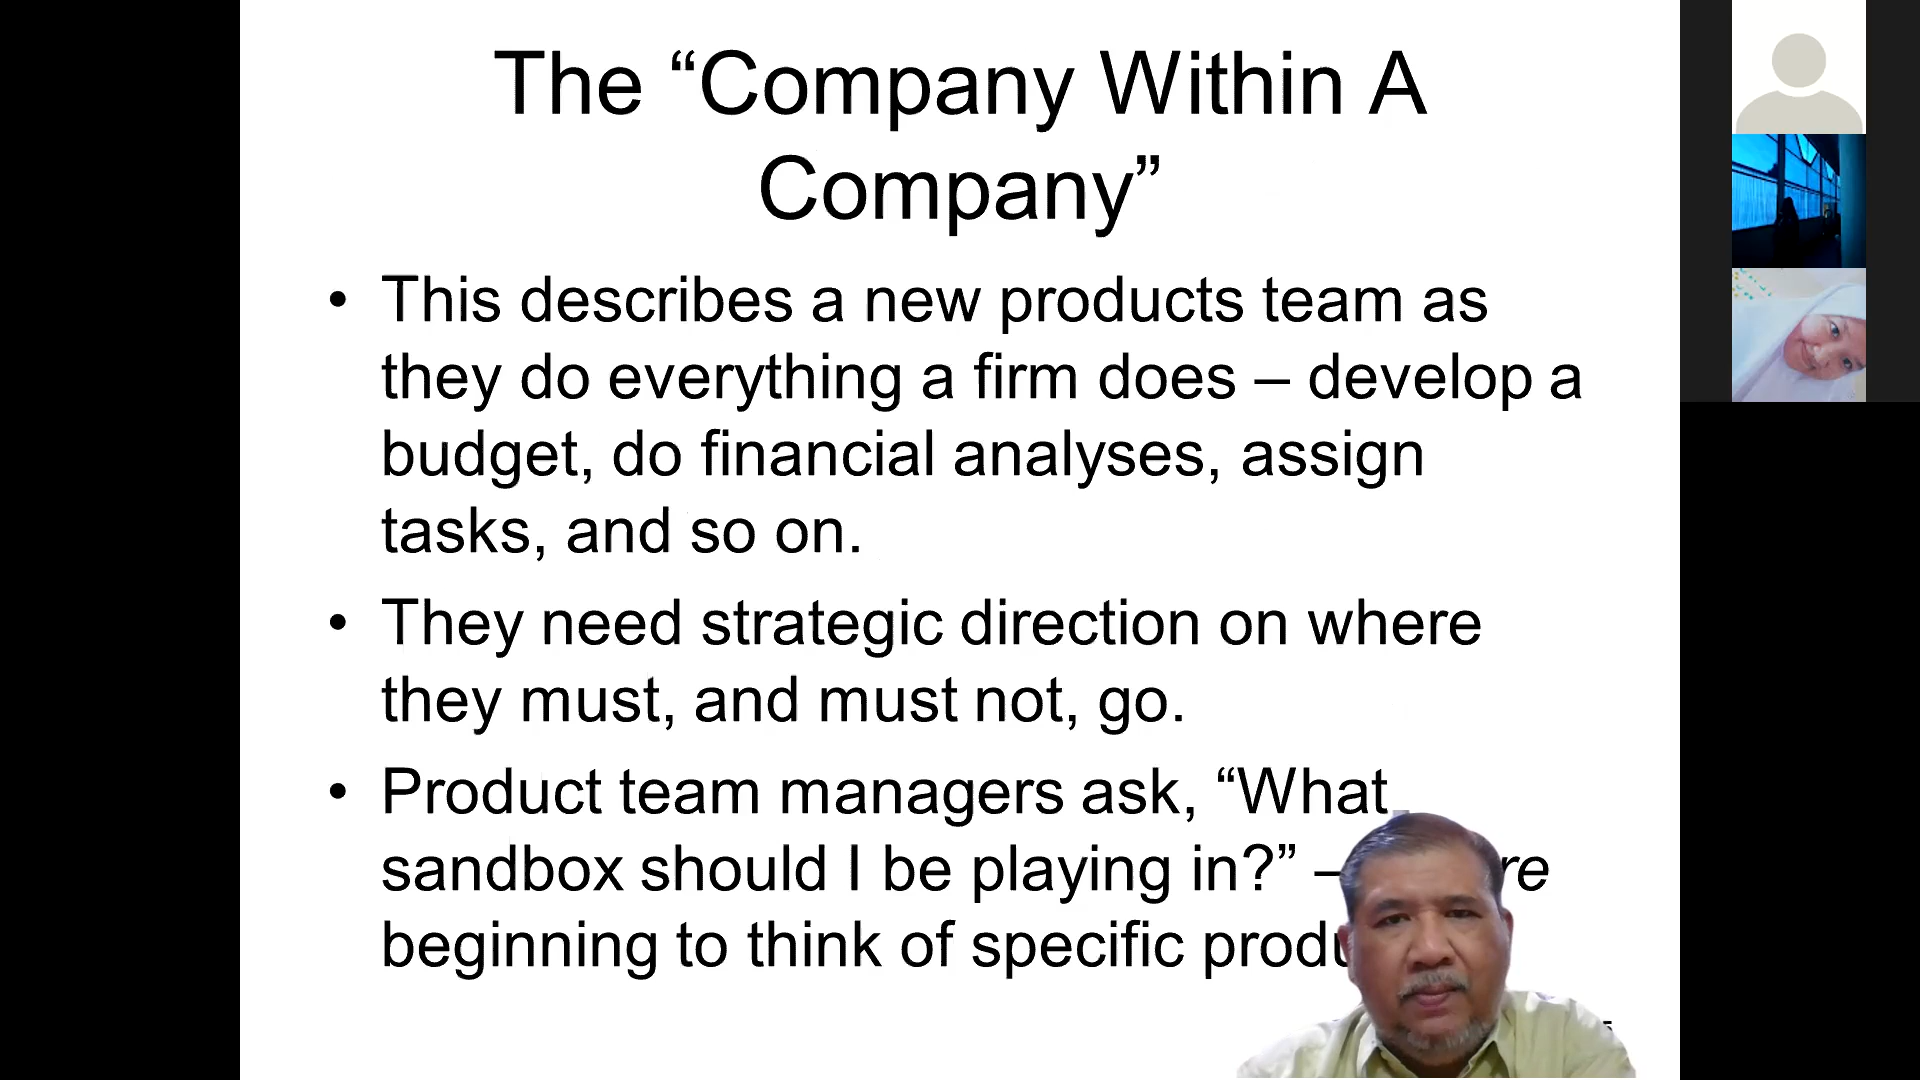 The “Company Within A
Company”
• This describes a new products team as
they do everything a firm does – develop a
budget, do financial analyses, assign
tasks, and so on.
• They need strategic direction on where
they must, and must not, go.
• Product team managers ask, “What
sandbox should I be playing in?” –
beginning to think of specific